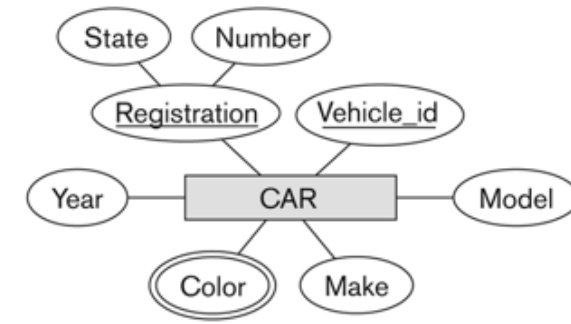 State Number
Registration Vehicle_id
Year CAR Model
Color Make